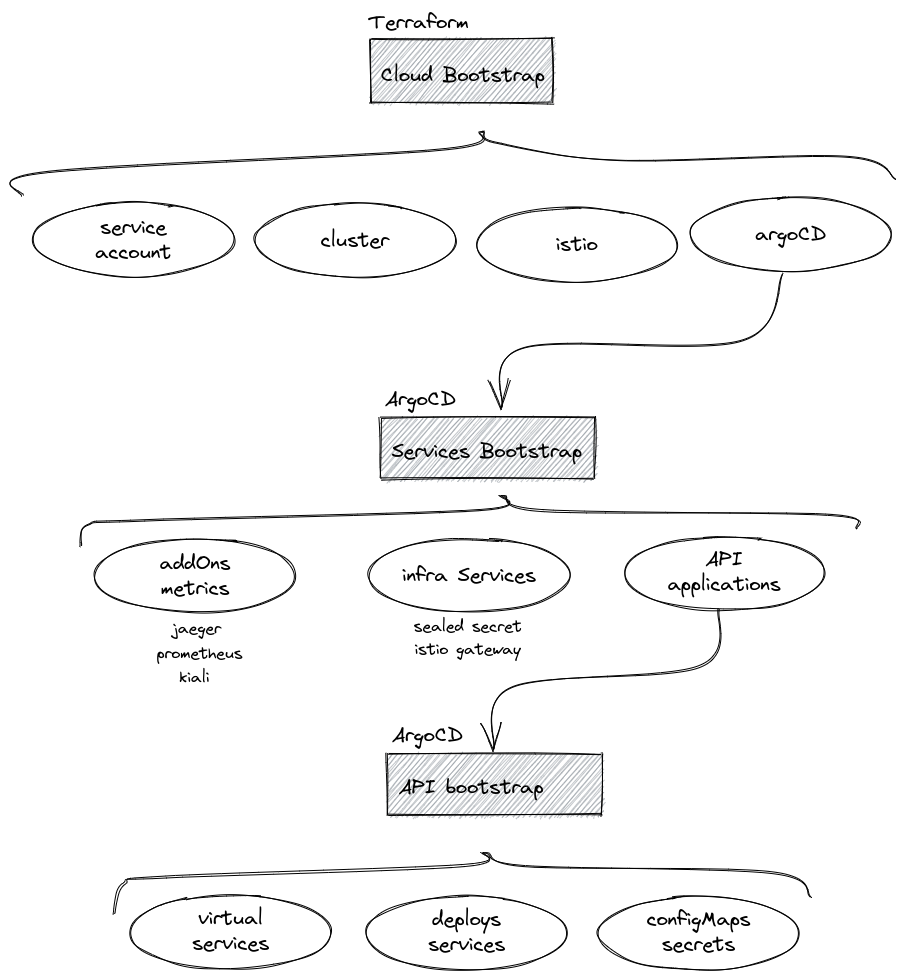 Terraform
Cloud Bootstrap
service
account
cluster
istio
argoCD
ArgoCD
Services Bootstrap
addOns
metrics
infra Services
API
applications
jaeger
prometheus
kiali
sealed secret
istio gateway
ArgoCD
API bootstrap
virtual
services
deploys
services
configMaps
secrets